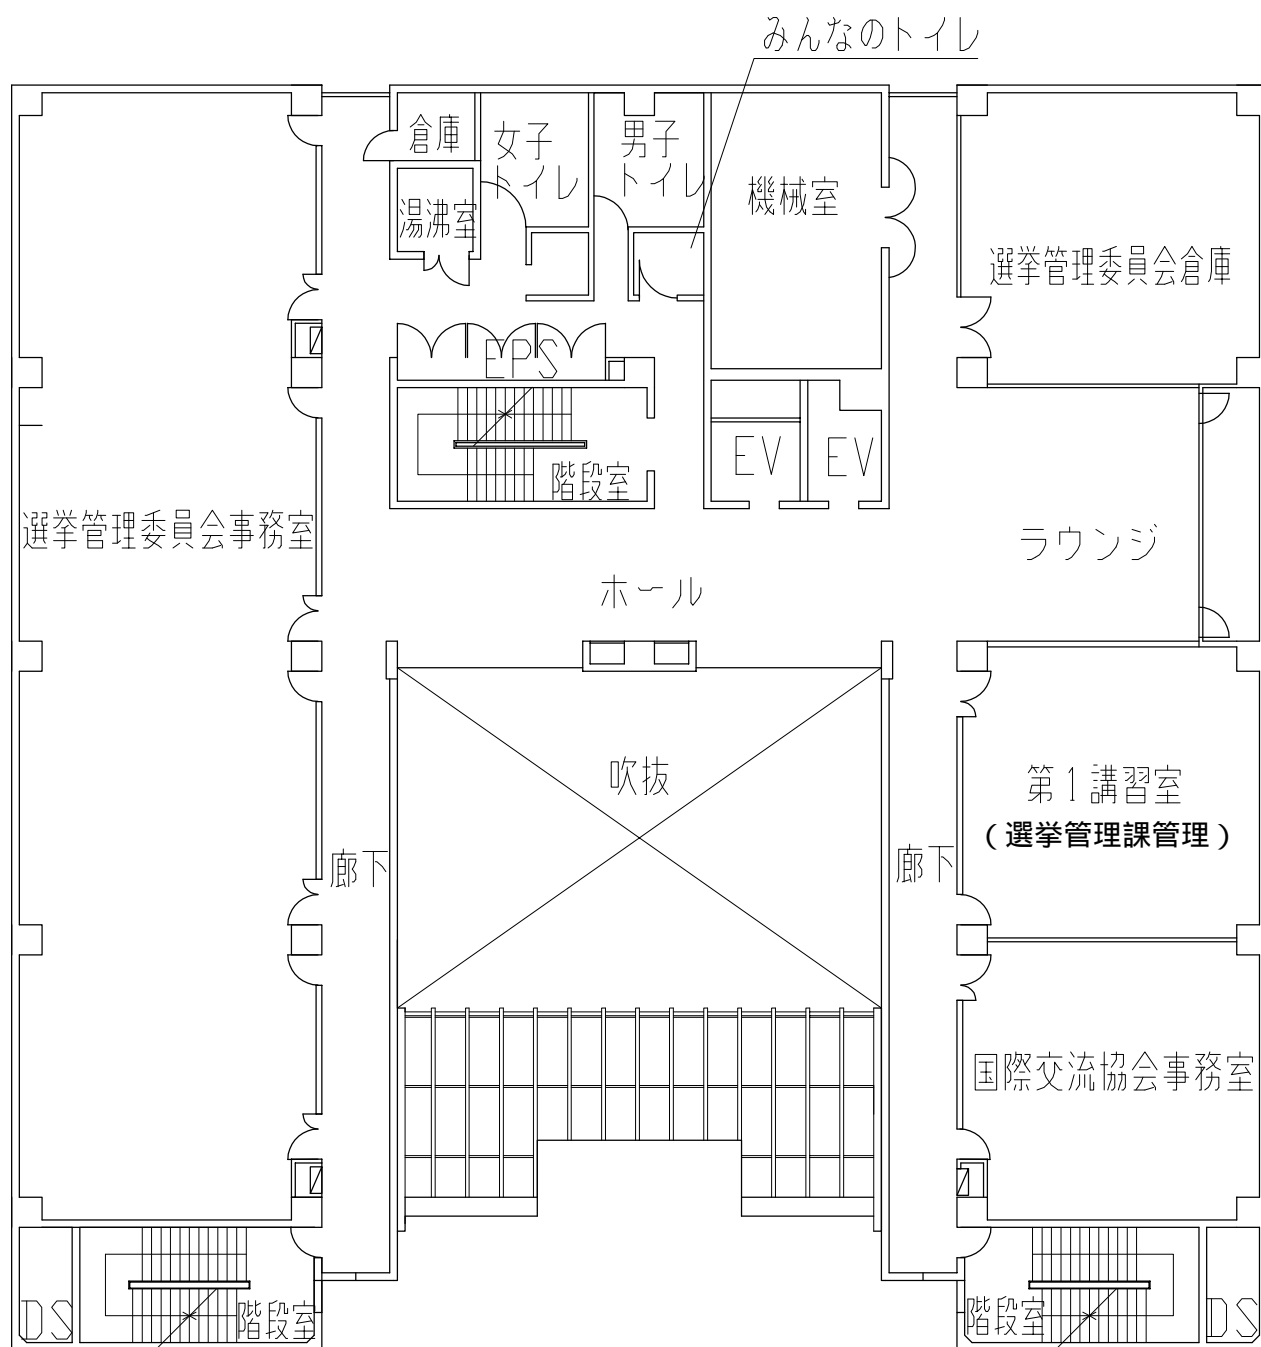 みんなのトイレ
倉庫
女子
トイレ
男子
トイレ
機械室
湯沸室
選挙管理委員会倉庫
EPS
階段室
EV
EV
選挙管理委員会事務室
ラウンジ
ホール
吹抜
第1講習室
(選挙管理課管理)
廊下
廊下
国際交流協会事務室
DS
階段室
階段室
DS